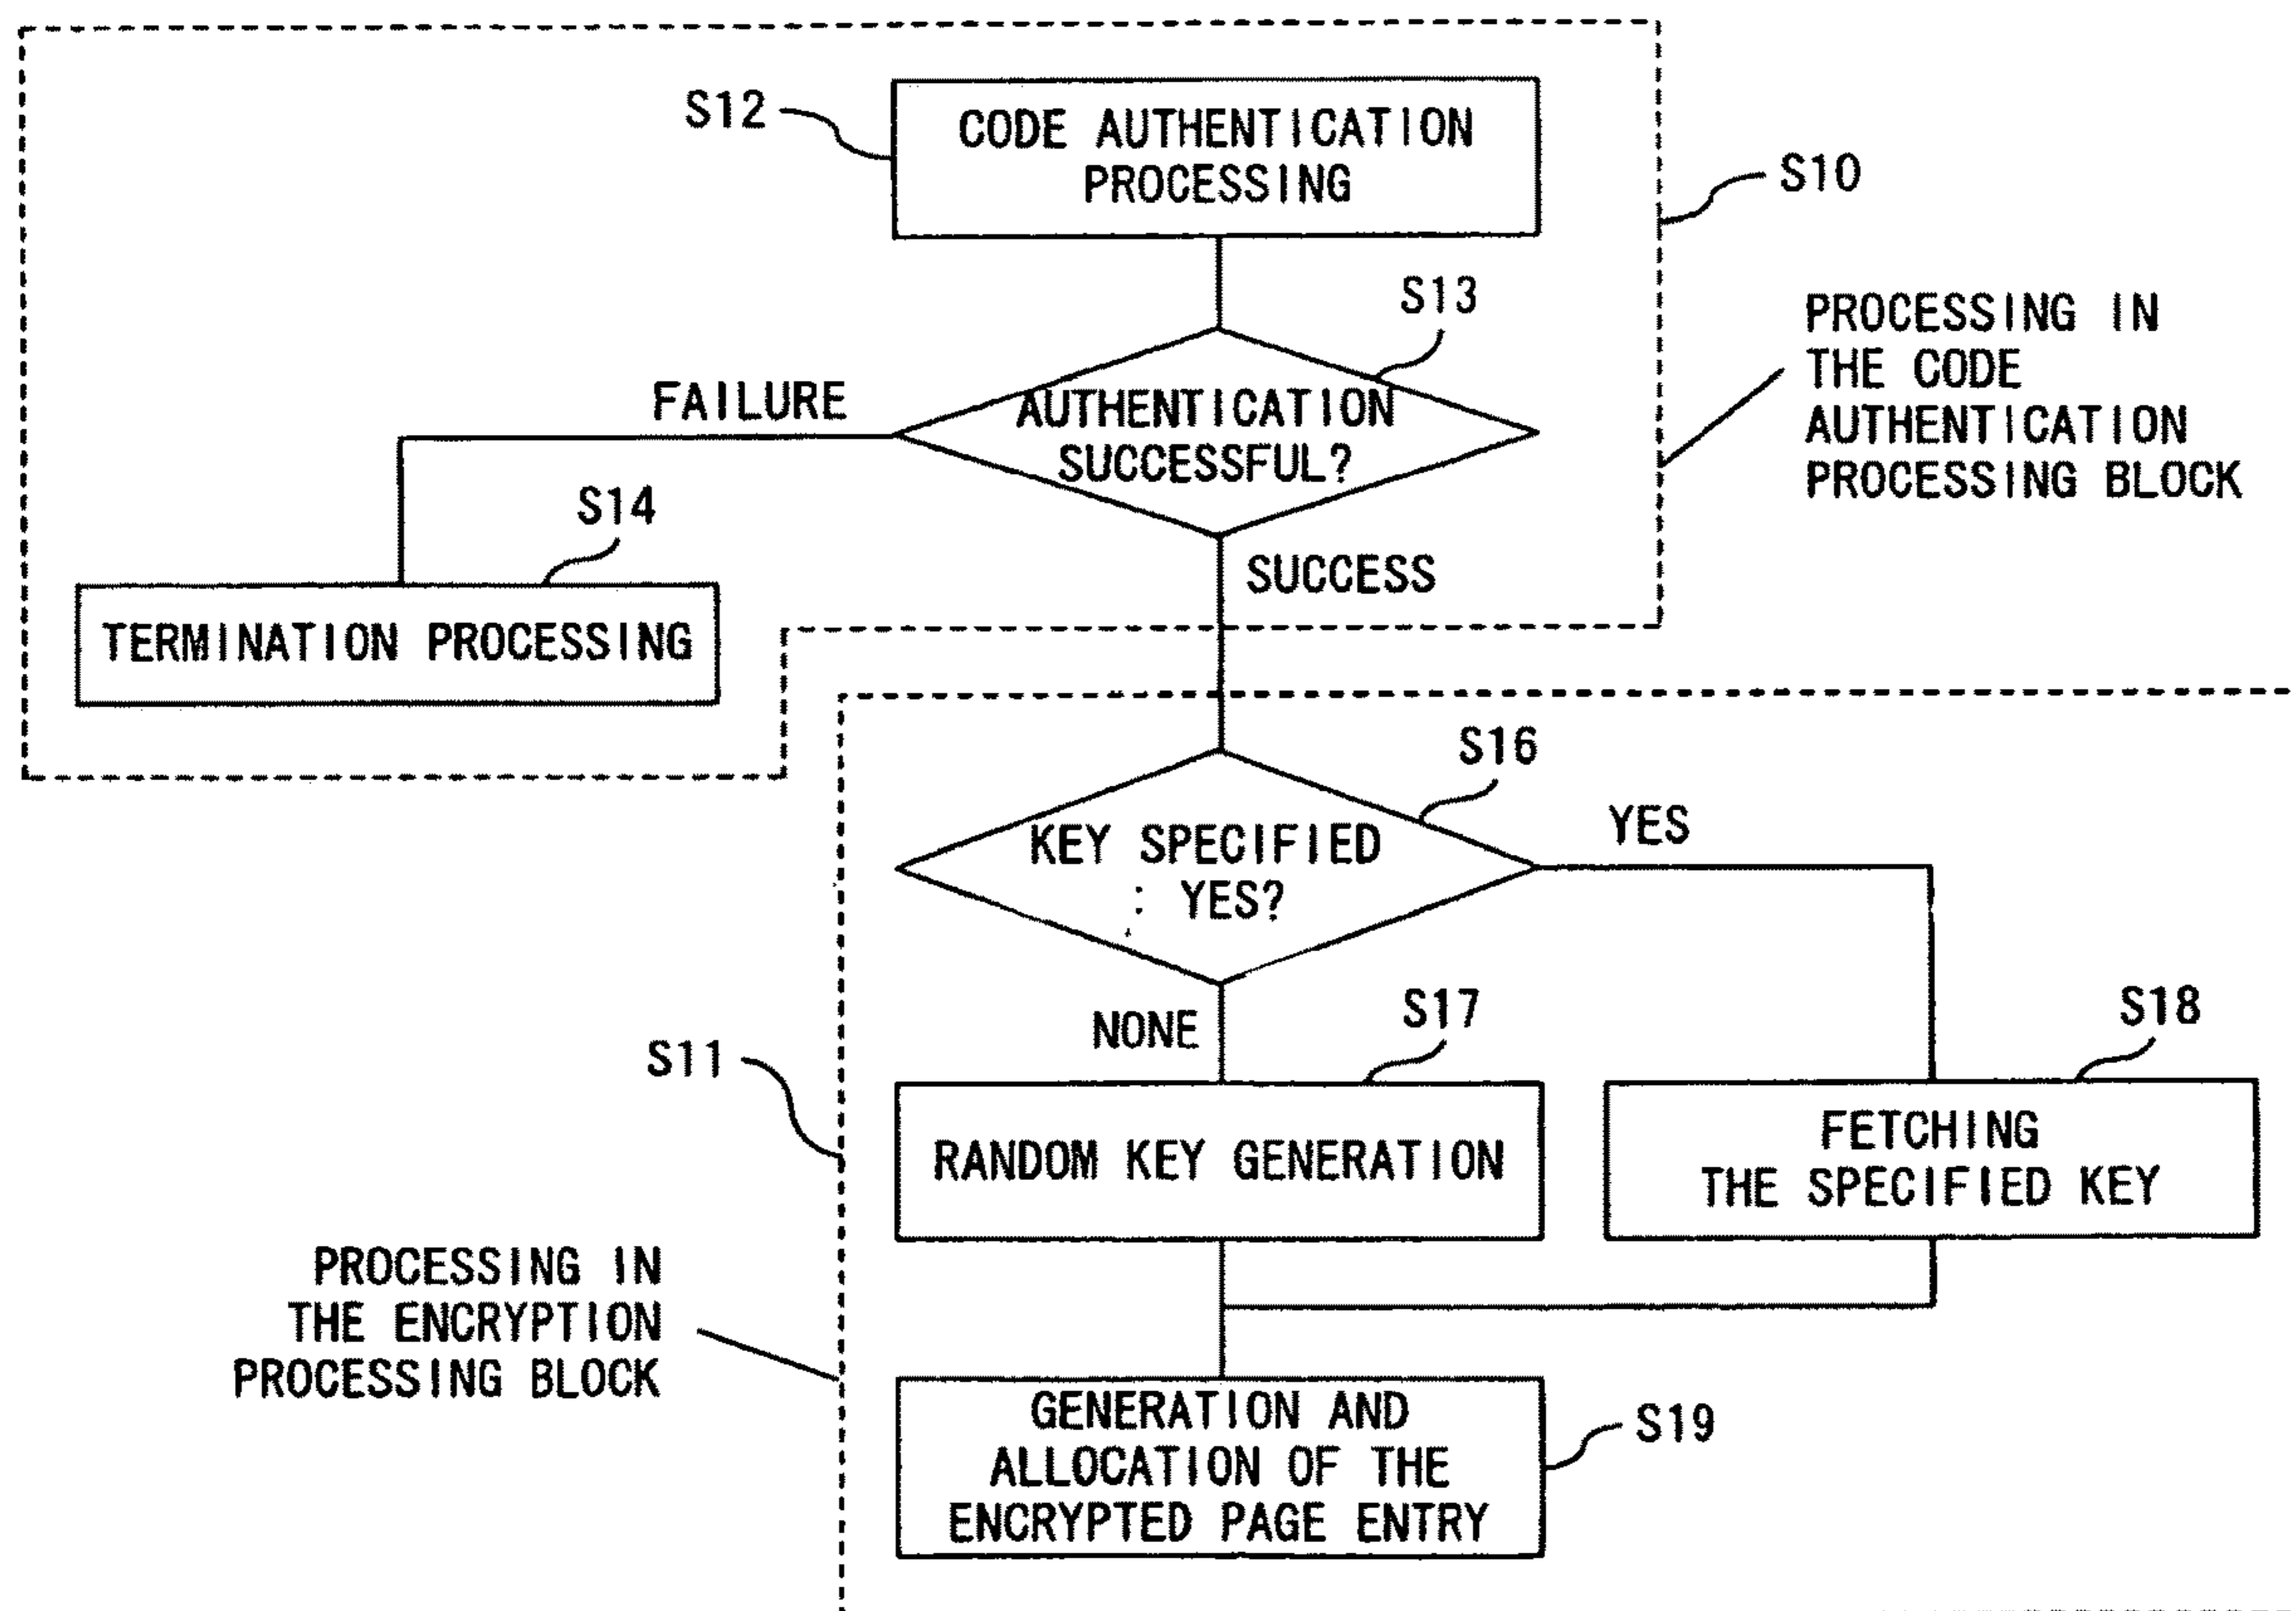 S12
CODE AUTHENTICATION
PROCESSING
S10
S13
PROCESSING IN
THE CODE
AUTHENTICATION
PROCESSING BLOCK
FAILURE
AUTHENTICATION
SUCCESSFUL?
S14
SUCCESS
TERMINATION PROCESSING
S16
YES
KEY SPECIFIED
: YES?
S17
NONE
S18
S11
RANDOM KEY GENERATION
FETCHING
THE SPECIFIED KEY
PROCESSING IN
THE ENCRYPTION
PROCESSING BLOCK
GENERATION AND
ALLOCATION OF THE
ENCRYPTED PAGE ENTRY
S19